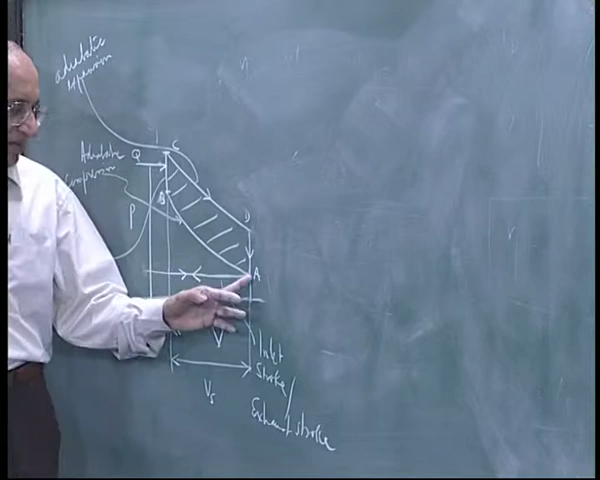 adiabatic
expansion
Q
C
Adiabatic
Compression
B
P
D
A
V
Inlet
Stroke/
Exhaust stroke
Vs